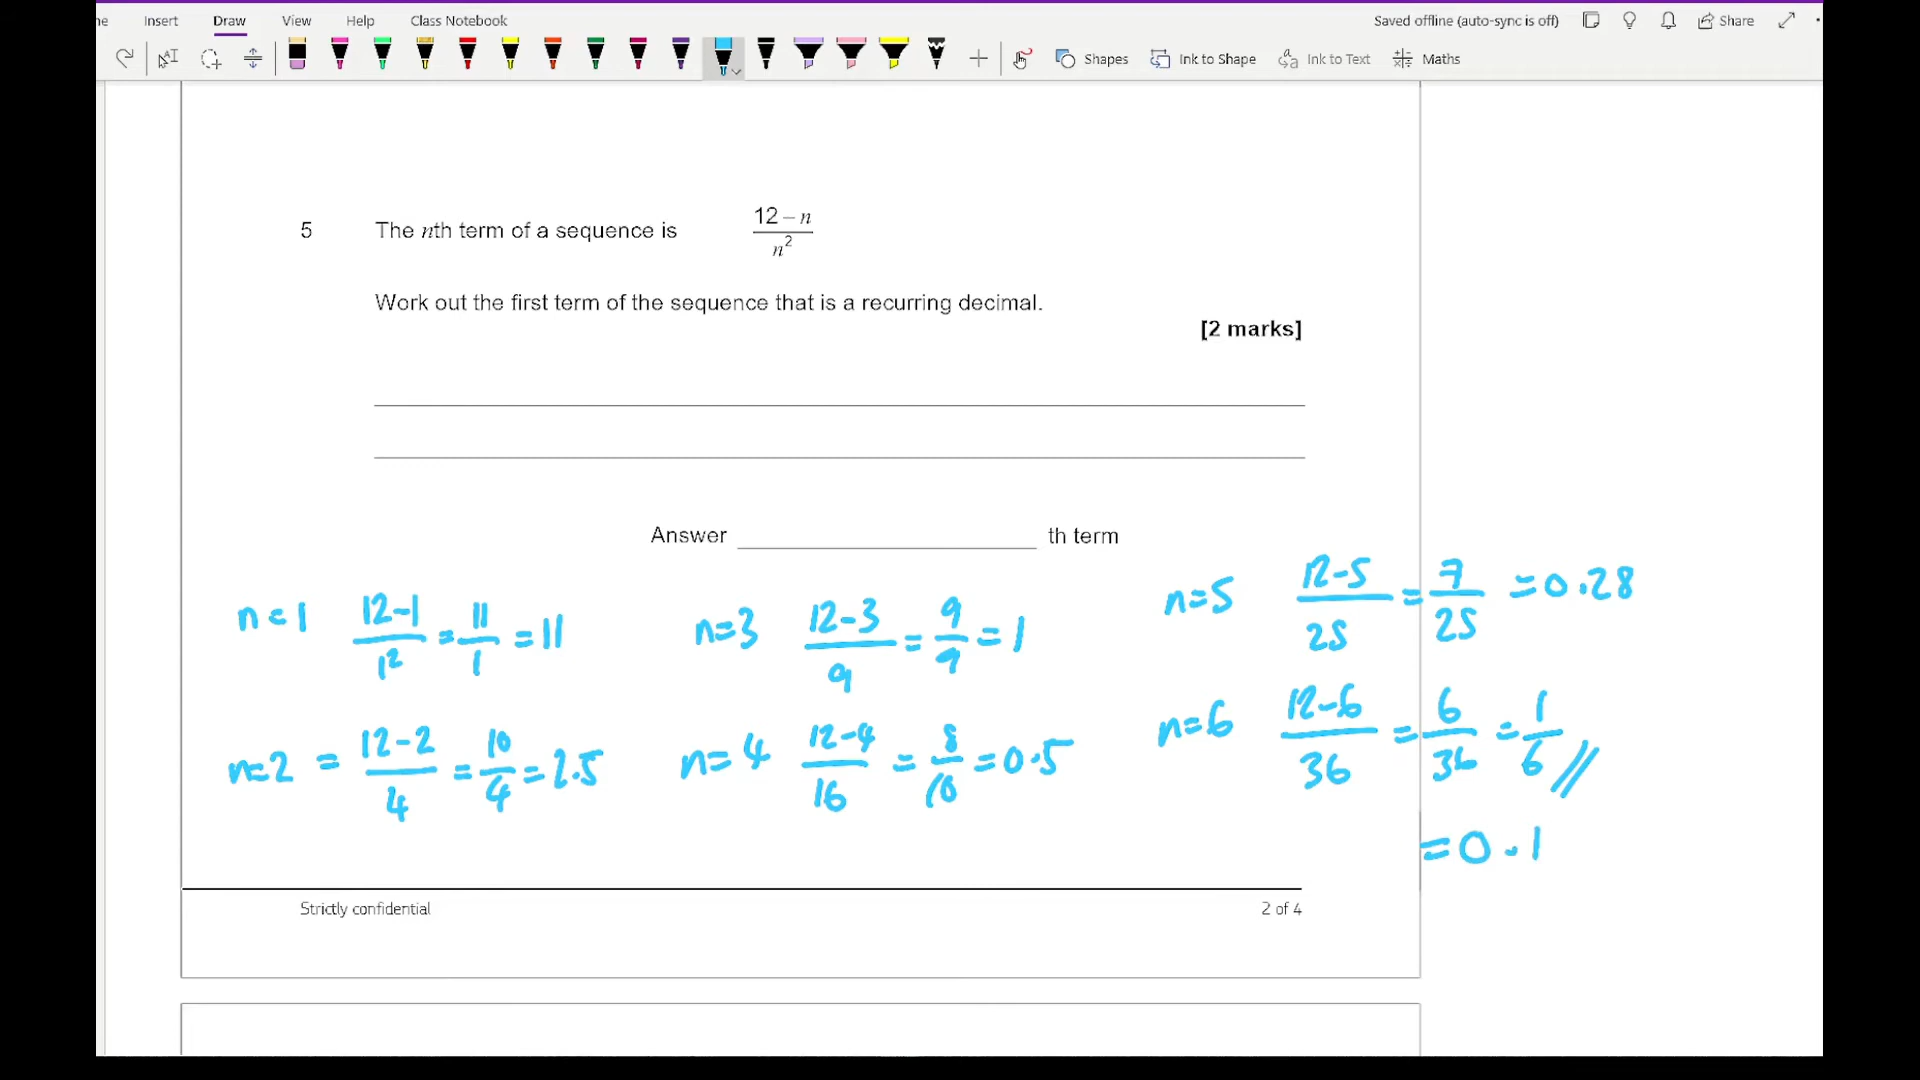 Insert Draw View Help Class Notebook Saved offline (auto-sync is off) Share
Shapes Ink to Shape Ink to Text Maths
5 The nth term of a sequence is (12 – n)/n²
Work out the first term of the sequence that is a recurring decimal.
[2 marks]
Answer ______ th term
n=1 (12-1)/1² = 11/1 = 11
n=2 = (12-2)/4 = 10/4 = 2.5
n=3 (12-3)/9 = 9/9 = 1
n=4 (12-4)/16 = 8/16 = 0.5
n=5 (12-5)/25 = 7/25 = 0.28
n=6 (12-6)/36 = 6/36 = 1/6 //
= 0.1
Strictly confidential 2 of 4